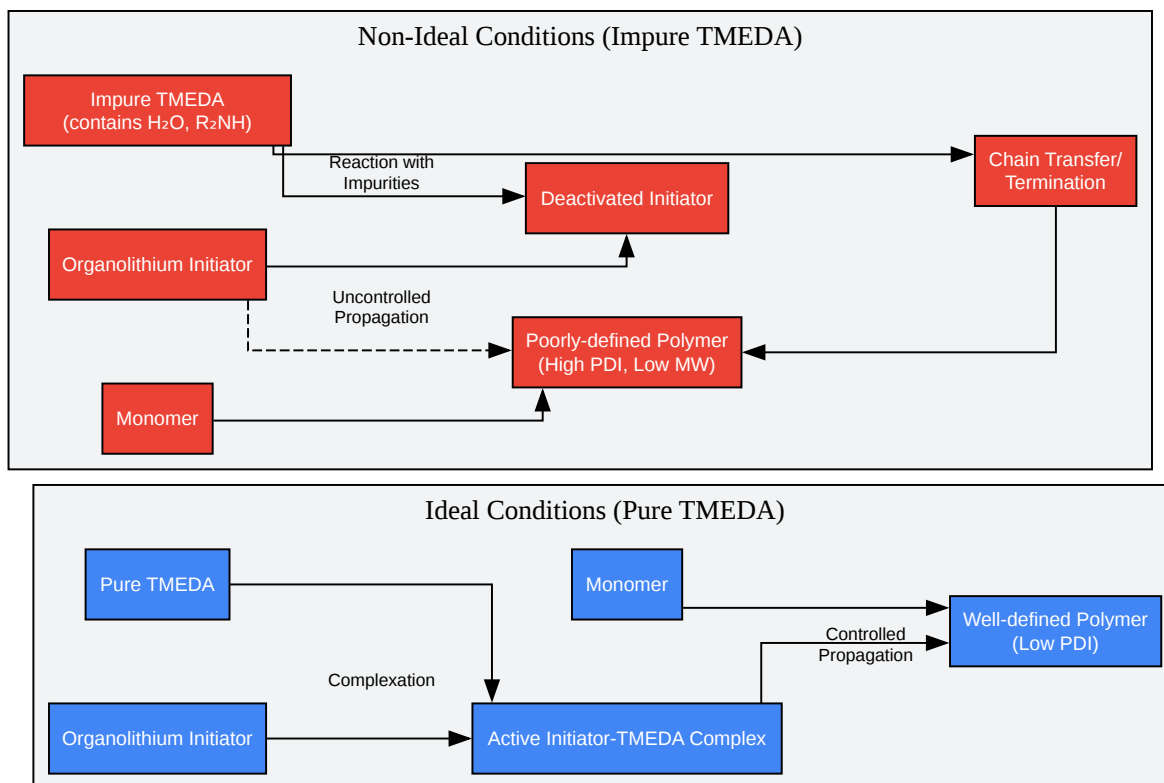 Non-Ideal Conditions (Impure TMEDA)
Impure TMEDA
(contains H₂O, R₂NH)
Reaction with
Impurities
Chain Transfer/
Termination
Deactivated Initiator
Organolithium Initiator
Uncontrolled
Propagation
Poorly-defined Polymer
(High PDI, Low MW)
Monomer
Ideal Conditions (Pure TMEDA)
Pure TMEDA
Monomer
Well-defined Polymer
(Low PDI)
Controlled
Propagation
Complexation
Organolithium Initiator
Active Initiator-TMEDA Complex